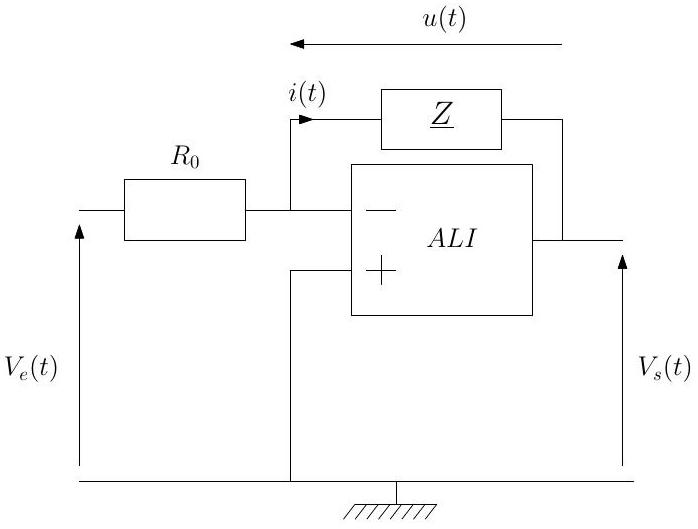 u(t)
i(t)
Z
R₀
−
ALI
+
Vₑ(t)
Vₛ(t)